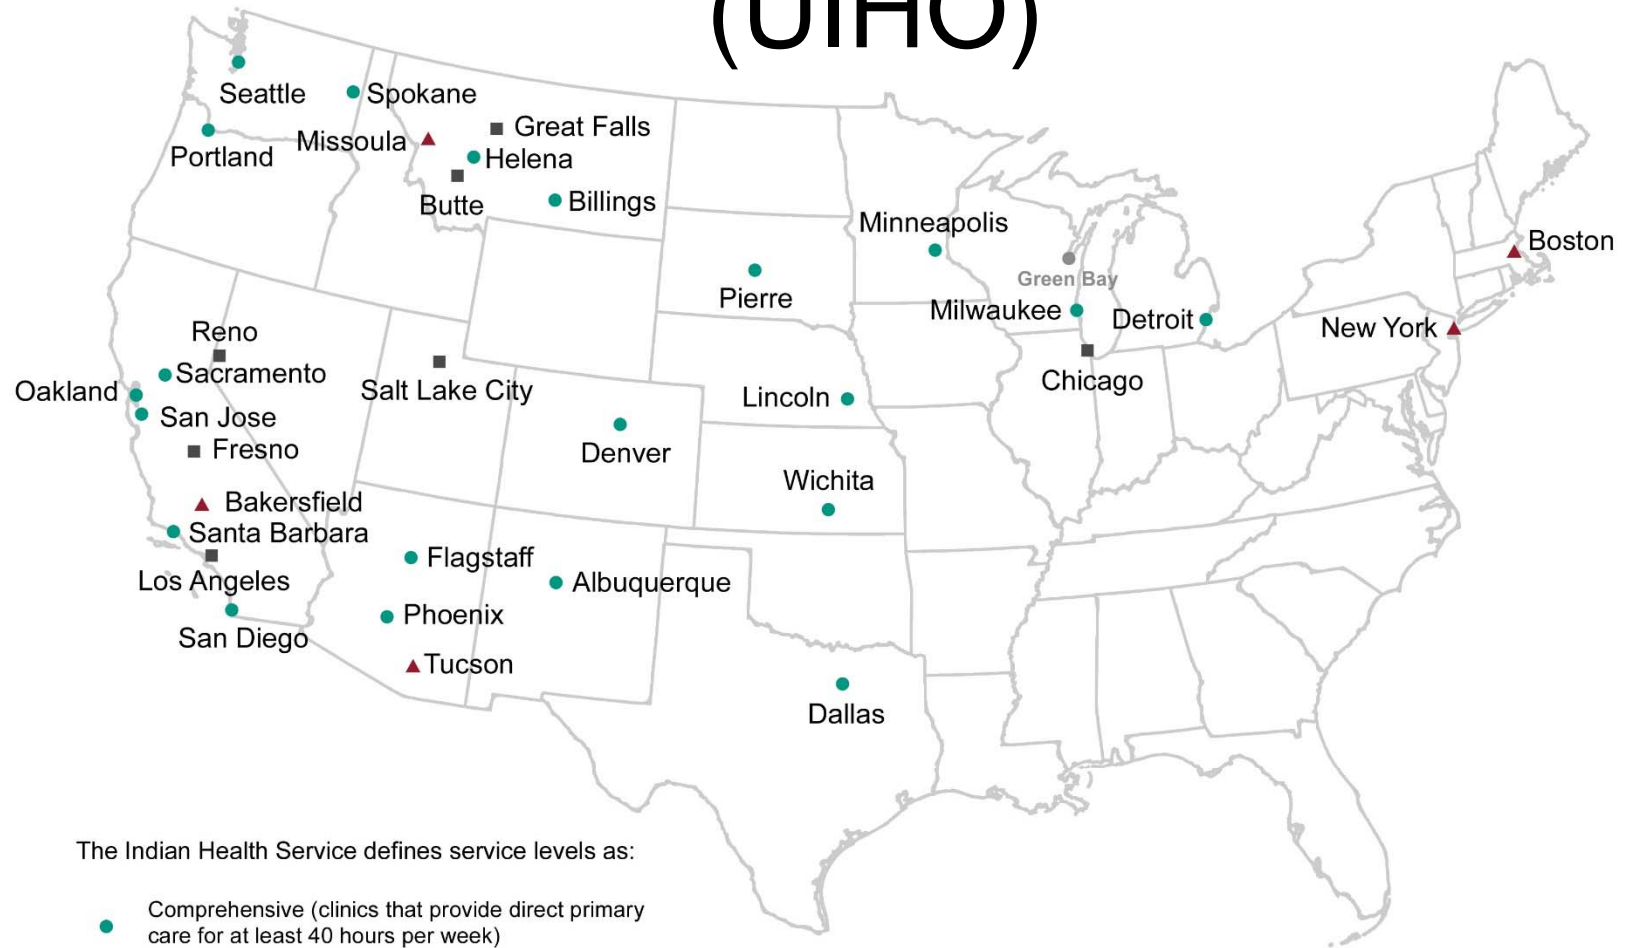 (UIHO)
Seattle
Spokane
Great Falls
Missoula
Portland
Helena
Butte
Billings
Minneapolis
Boston
Green Bay
Pierre
Milwaukee
Detroit
New York
Reno
Sacramento
Oakland
Salt Lake City
Chicago
Lincoln
San Jose
Fresno
Denver
Wichita
Bakersfield
Santa Barbara
Flagstaff
Los Angeles
Albuquerque
Phoenix
San Diego
Tucson
Dallas
The Indian Health Service defines service levels as:
Comprehensive (clinics that provide direct primary
care for at least 40 hours per week)